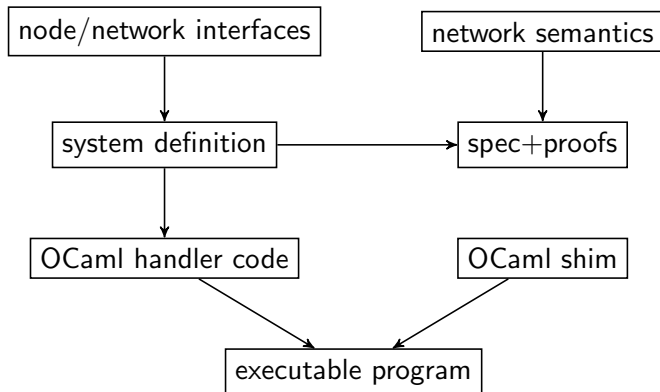 node/network interfaces
network semantics
system definition
spec+proofs
OCaml handler code
OCaml shim
executable program